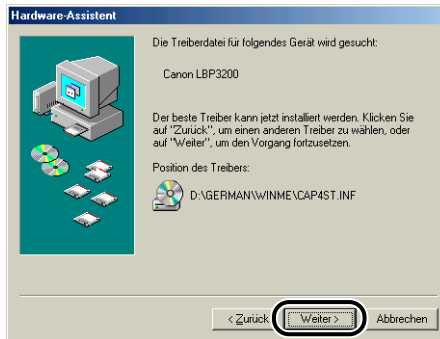 Hardware-Assistent
Die Treiberdatei für folgendes Gerät wird gesucht:
Canon LBP3200
Der beste Treiber kann jetzt installiert werden. Klicken Sie
auf "Zurück", um einen anderen Treiber zu wählen, oder
auf "Weiter", um den Vorgang fortzusetzen.
Position des Treibers:
D:\GERMAN\WINME\CAP4ST.INF
< Zurück Weiter > Abbrechen